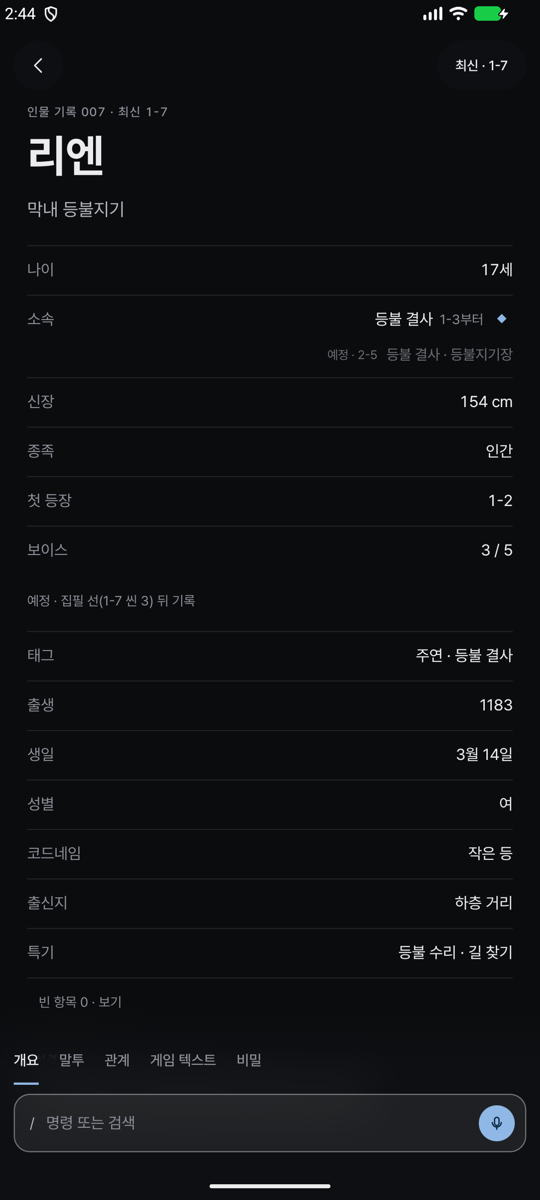 2:44
최신 · 1-7
인물 기록 007 · 최신 1-7
리엔
막내 등불지기
나이 17세
소속 등불 결사 1-3부터
예정 · 2-5 등불 결사 · 등불지기장
신장 154 cm
종족 인간
첫 등장 1-2
보이스 3 / 5
예정 · 집필 선(1-7 씬 3) 뒤 기록
태그 주연 · 등불 결사
출생 1183
생일 3월 14일
성별 여
코드네임 작은 등
출신지 하층 거리
특기 등불 수리 · 길 찾기
빈 항목 0 · 보기
개요 말투 관계 게임 텍스트 비밀
/ 명령 또는 검색